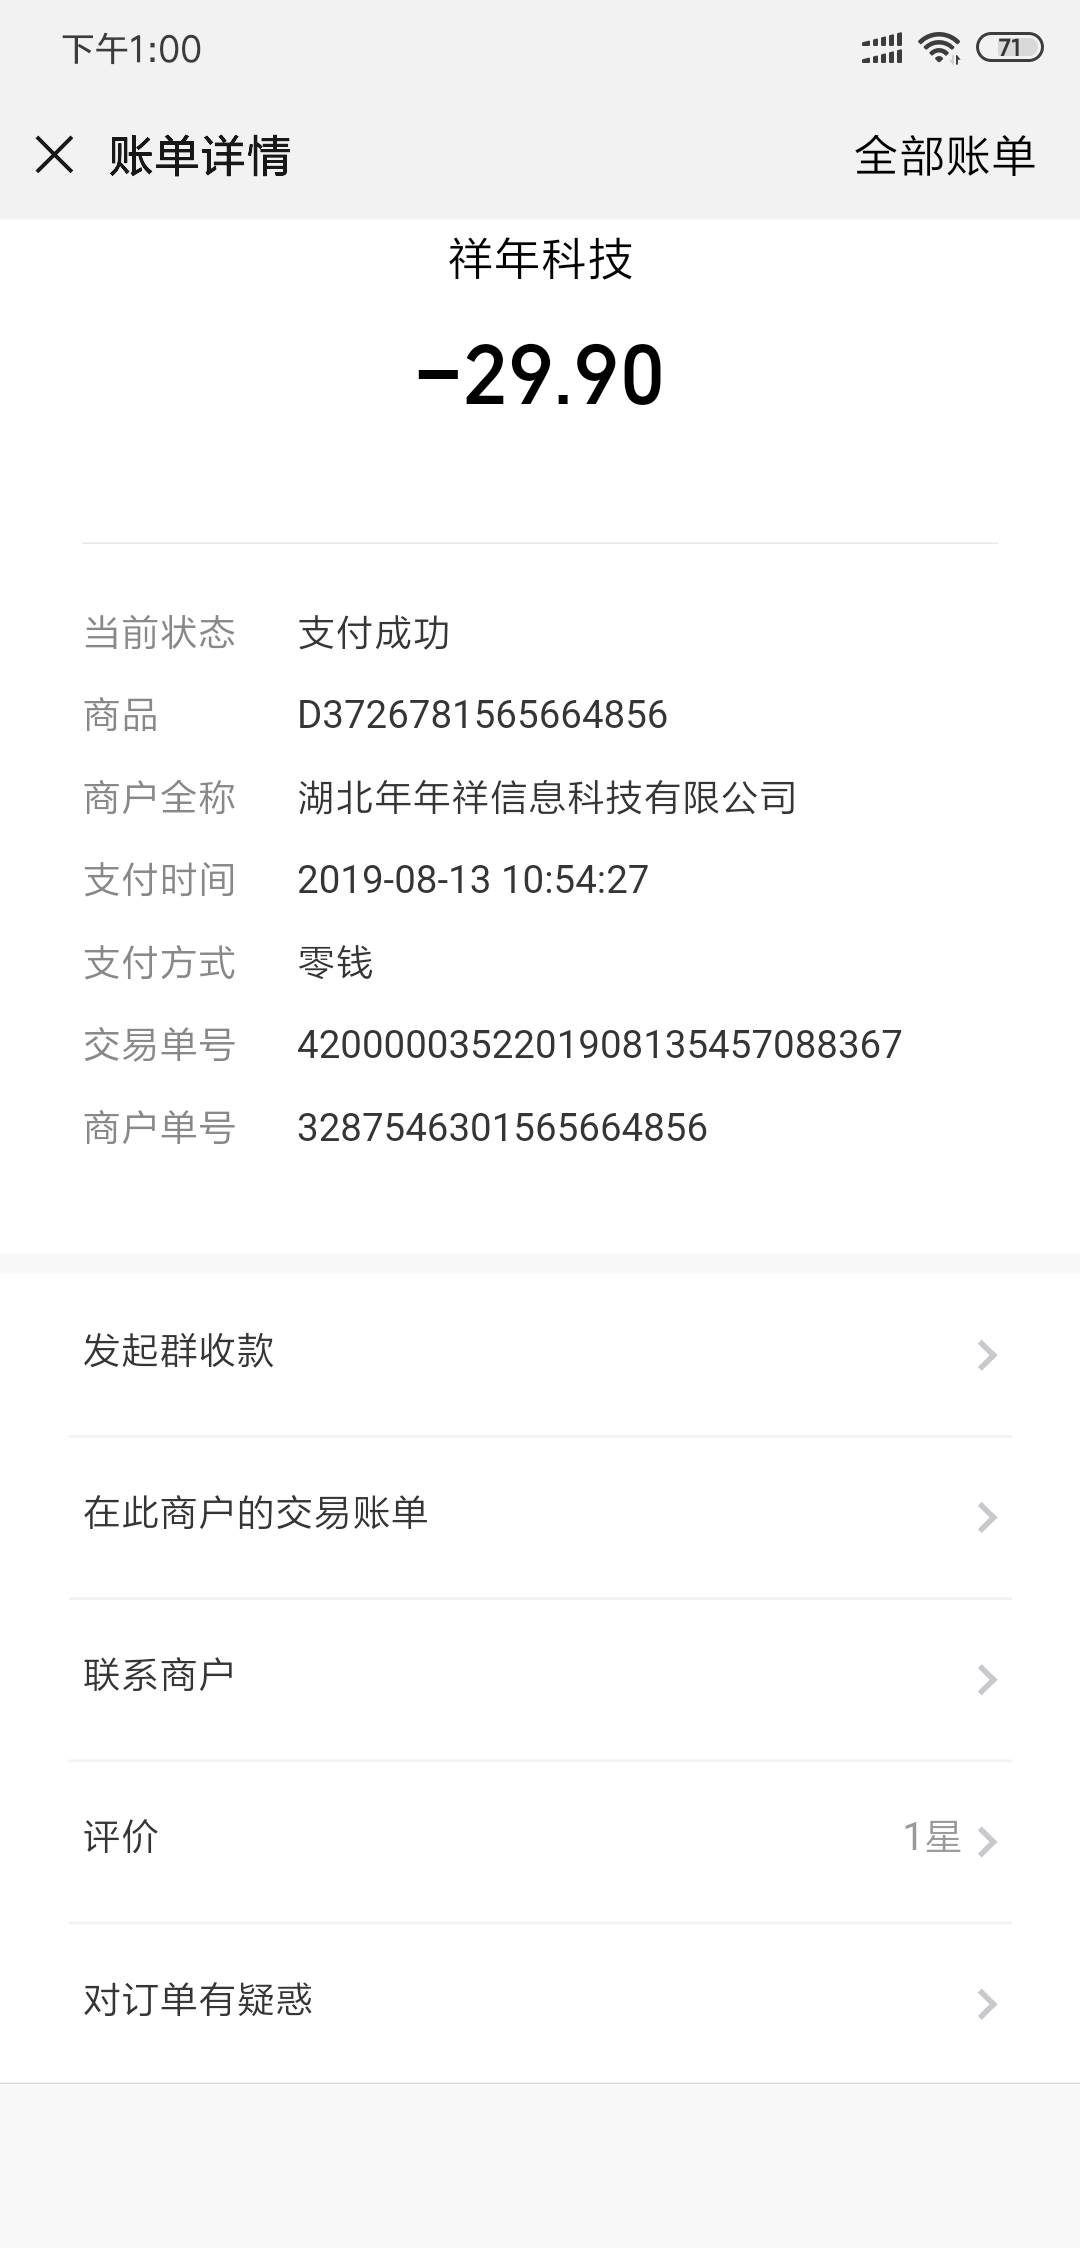 下午1:00
71
账单详情
全部账单
祥年科技
-29.90
当前状态 支付成功
商品 D3726781565664856
商户全称 湖北年年祥信息科技有限公司
支付时间 2019-08-13 10:54:27
支付方式 零钱
交易单号 4200000352201908135457088367
商户单号 3287546301565664856
发起群收款
在此商户的交易账单
联系商户
评价 1星
对订单有疑惑